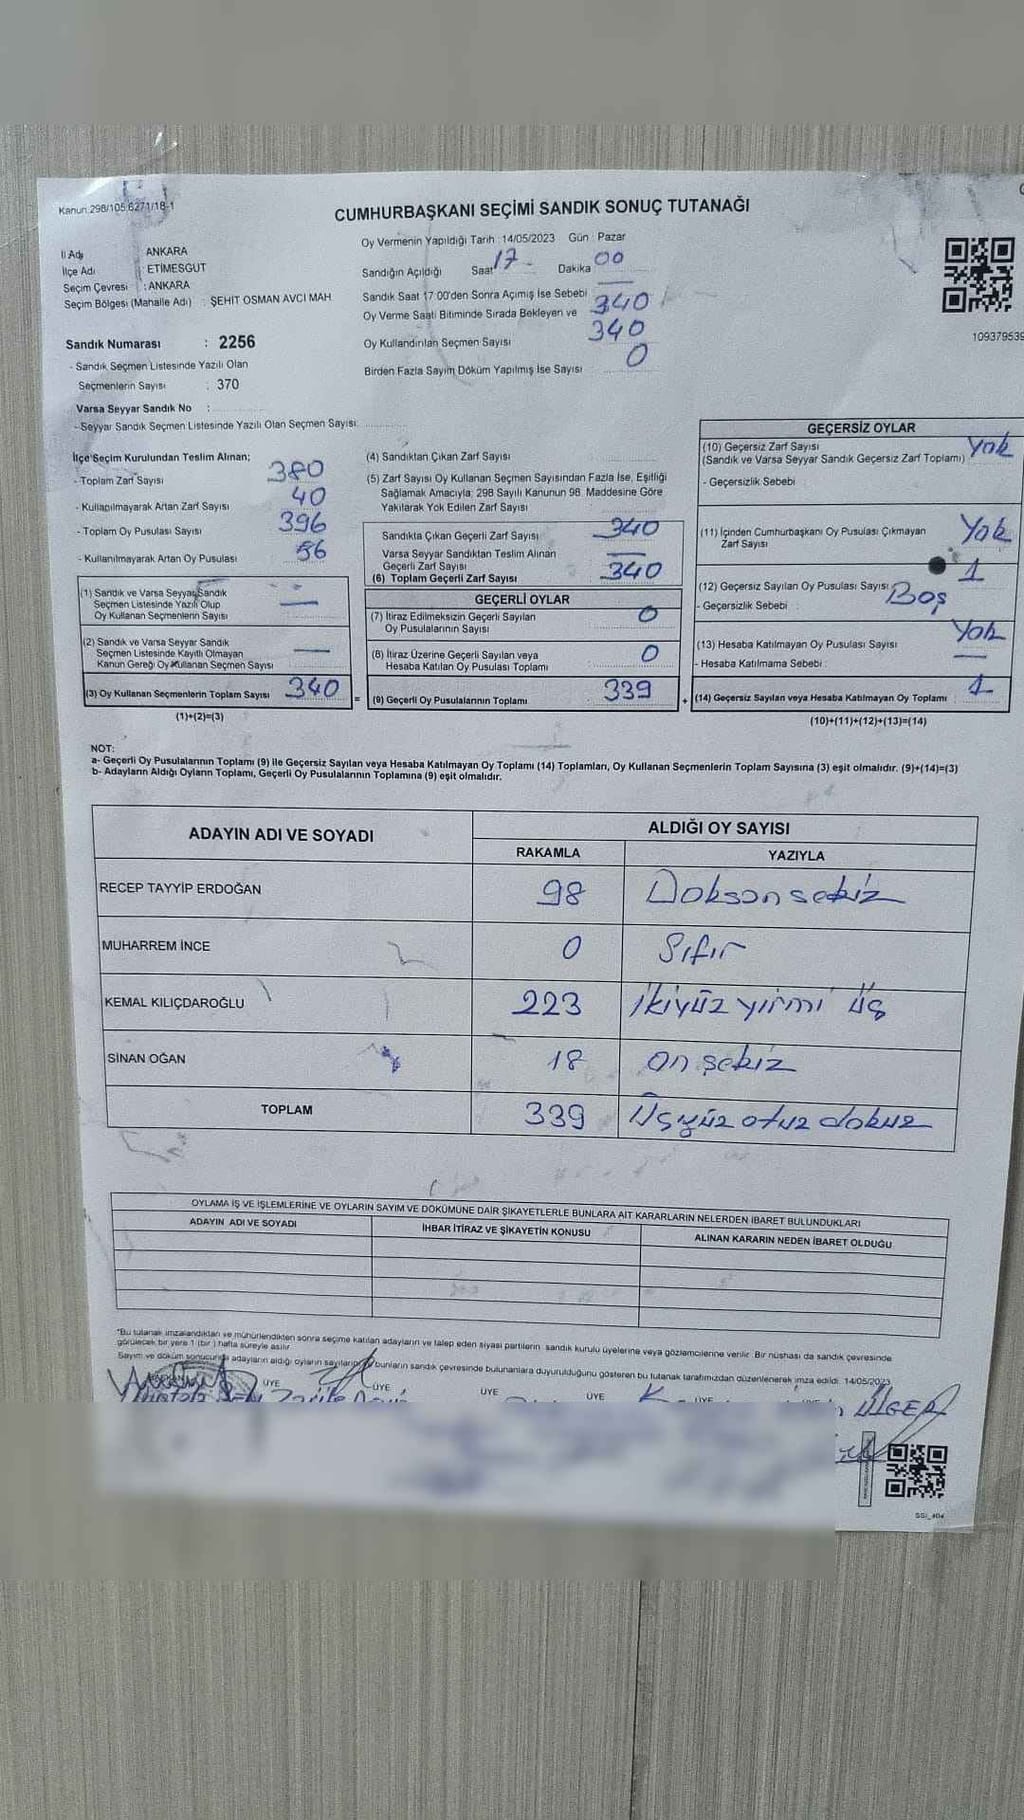 Kanun:298/105:6271/18-1
CUMHURBAŞKANI SEÇİMİ SANDIK SONUÇ TUTANAĞI
İl Adı : ANKARA
İlçe Adı : ETİMESGUT
Seçim Çevresi : ANKARA
Seçim Bölgesi (Mahalle Adı) : ŞEHİT OSMAN AVCI MAH
Sandık Numarası : 2256
- Sandık Seçmen Listesinde Yazılı Olan
Seçmenlerin Sayısı : 370
Varsa Seyyar Sandık No :
- Seyyar Sandık Seçmen Listesinde Yazılı Olan Seçmen Sayısı:
Oy Vermenin Yapıldığı Tarih :14/05/2023 Gün : Pazar
Sandığın Açıldığı Saat 17 Dakika 00
Sandık Saat 17 00'den Sonra Açımış İse Sebebi
Oy Verme Saati Bitiminde Sırada Bekleyen ve 340
Oy Kullandırılan Seçmen Sayısı 340
Birden Fazla Sayım Döküm Yapılmış İse Sayısı 0
109379539
İlçe Seçim Kurulundan Teslim Alınan;
- Toplam Zarf Sayısı 380
- Kullanılmayarak Artan Zarf Sayısı 40
- Toplam Oy Pusulası Sayısı 396
- Kullanılmayarak Artan Oy Pusulası 56
(1) Sandık ve Varsa Seyyar Sandık
Seçmen Listesinde Yazılı Olup
Oy Kullanan Seçmenlerin Sayısı —
(2) Sandık ve Varsa Seyyar Sandık
Seçmen Listesinde Kayıtlı Olmayan
Kanun Gereği Oy Kullanan Seçmen Sayısı —
(3) Oy Kullanan Seçmenlerin Toplam Sayısı 340 =
(1)+(2)=(3)
(4) Sandıktan Çıkan Zarf Sayısı
(5) Zarf Sayısı Oy Kullanan Seçmen Sayısından Fazla İse, Eşitliği
Sağlamak Amacıyla; 298 Sayılı Kanunun 98. Maddesine Göre
Yakılarak Yok Edilen Zarf Sayısı
Sandıkta Çıkan Geçerli Zarf Sayısı 340
Varsa Seyyar Sandıktan Teslim Alınan
Geçerli Zarf Sayısı —
(6) Toplam Geçerli Zarf Sayısı 340
GEÇERLİ OYLAR
(7) İtiraz Edilmeksizin Geçerli Sayılan
Oy Pusulalarının Sayısı 0
(8) İtiraz Üzerine Geçerli Sayılan veya
Hesaba Katılan Oy Pusulası Toplamı 0
(9) Geçerli Oy Pusulalarının Toplamı 339 +
GEÇERSİZ OYLAR
(10) Geçersiz Zarf Sayısı Yok
(Sandık ve Varsa Seyyar Sandık Geçersiz Zarf Toplamı)
- Geçersizlik Sebebi :
(11) İçinden Cumhurbaşkanı Oy Pusulası Çıkmayan
Zarf Sayısı Yok
(12) Geçersiz Sayılan Oy Pusulası Sayısı 1
- Geçersizlik Sebebi : Boş
(13) Hesaba Katılmayan Oy Pusulası Sayısı Yok
- Hesaba Katılmama Sebebi : —
(14) Geçersiz Sayılan veya Hesaba Katılmayan Oy Toplamı 1
(10)+(11)+(12)+(13)=(14)
NOT:
a- Geçerli Oy Pusulalarının Toplamı (9) ile Geçersiz Sayılan veya Hesaba Katılmayan Oy Toplamı (14) Toplamları, Oy Kullanan Seçmenlerin Toplam Sayısına (3) eşit olmalıdır. (9)+(14)=(3)
b- Adayların Aldığı Oyların Toplamı, Geçerli Oy Pusulalarının Toplamına (9) eşit olmalıdır.
ADAYIN ADI VE SOYADI ALDIĞI OY SAYISI
RAKAMLA YAZIYLA
RECEP TAYYİP ERDOĞAN 98 Doksan sekiz
MUHARREM İNCE 0 Sıfır
KEMAL KILIÇDAROĞLU 223 İkiyüz yirmi üç
SİNAN OĞAN 18 on sekiz
TOPLAM 339 Üçyüz otuz dokuz
OYLAMA İŞ VE İŞLEMLERİNE VE OYLARIN SAYIM VE DÖKÜMÜNE DAİR ŞİKAYETLERLE BUNLARA AİT KARARLARIN NELERDEN İBARET BULUNDUKLARI
ADAYIN ADI VE SOYADI İHBAR İTİRAZ VE ŞİKAYETİN KONUSU ALINAN KARARIN NEDEN İBARET OLDUĞU
*Bu tutanak imzalandıktan ve mühürlendikten sonra seçime katılan adayların ve talep eden siyasi partilerin sandık kurulu üyelerine veya gözlemcilerine verilir. Bir nüshası da sandık çevresinde
görülecek bir yere 1 (bir) hafta süreyle asılır.
Sayım ve döküm sonucunda adayların aldığı oyların sayılarını bunların sandık çevresinde bulunanlara duyurulduğunu gösteren bu tutanak tarafımızdan düzenlenerek imza edildi. 14/05/2023
ÜYE ÜYE ÜYE ÜYE ÜYE
ÜLGER